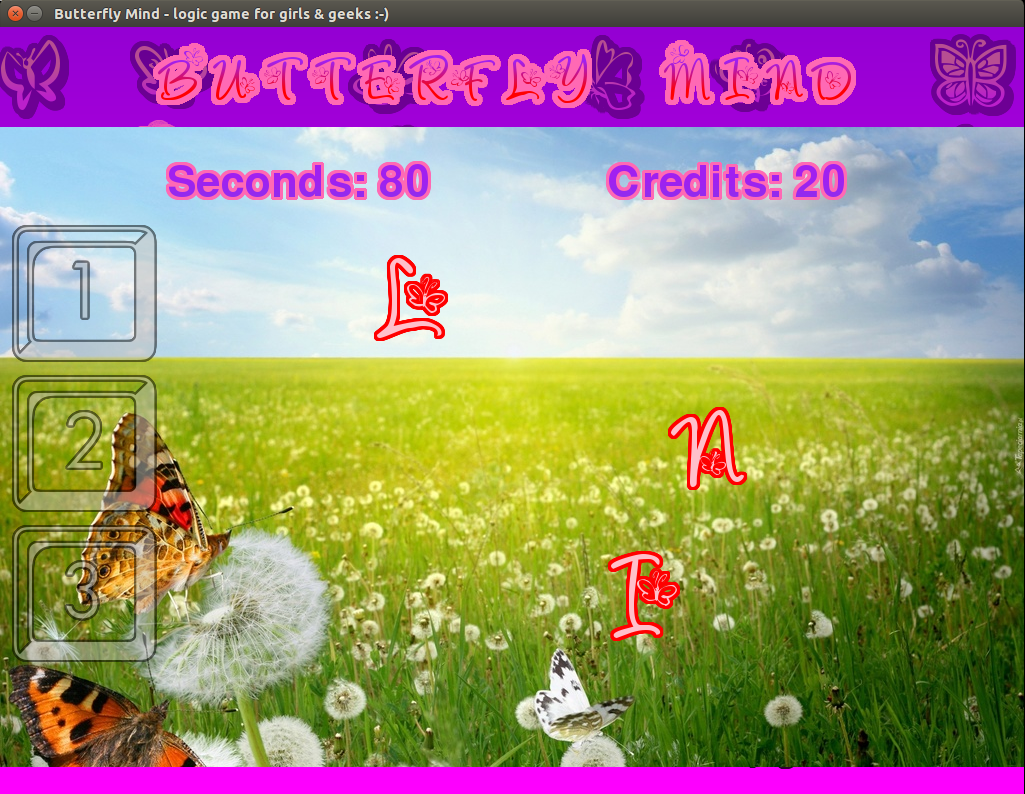 Butterfly Mind - logic game for girls & geeks :-)
BUTTERFLY MIND
Seconds: 80 Credits: 20
1
L
2
N
3
I